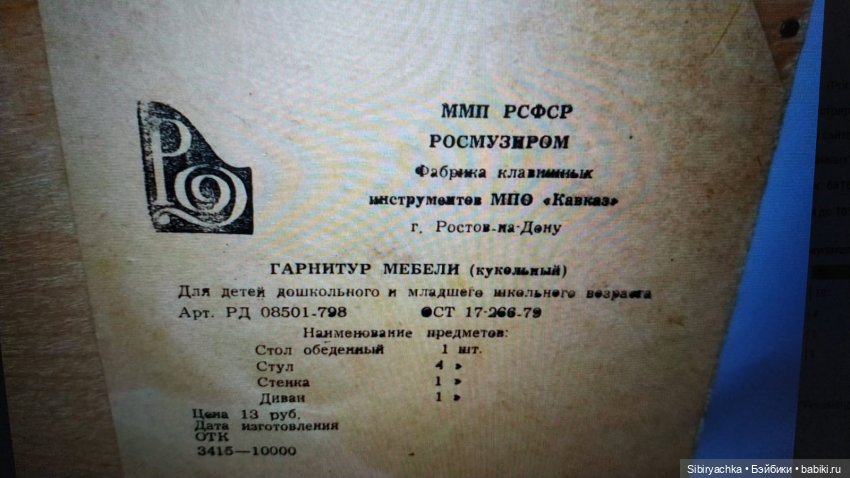 РД
ММП РСФСР
РОСМУЗПРОМ
Фабрика клавишных
инструментов МПО «Кавказ»
г. Ростов-на-Дону
ГАРНИТУР МЕБЕЛИ (кукольный)
Для детей дошкольного и младшего школьного возраста
Арт. РД 08501-798 ОСТ 17-266-79
Наименование предметов:
Стол обеденный 1 шт.
Стул 4 »
Стенка 1 »
Диван 1 »
Цена 13 руб.
Дата изготовления
ОТК
3415—10000
Sibiryachka • Бэйбики • babiki.ru